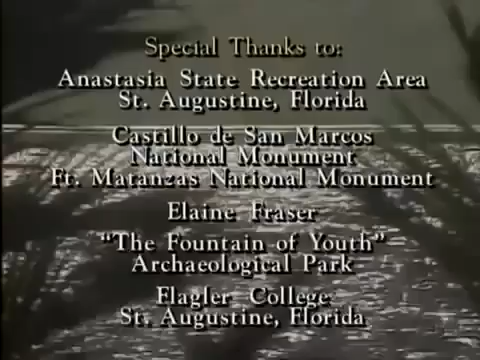 Special Thanks to:
Anastasia State Recreation Area
St. Augustine, Florida
Castillo de San Marcos
National Monument
Ft. Matanzas National Monument
Elaine Fraser
"The Fountain of Youth"
Archaeological Park
Flagler College
St. Augustine, Florida